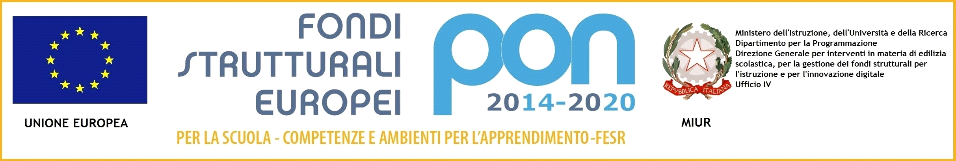 UNIONE EUROPEA
FONDI
STRUTTURALI
EUROPEI
pon
2014-2020
PER LA SCUOLA - COMPETENZE E AMBIENTI PER L'APPRENDIMENTO-FESR
REPVBBLICA ITALIANA
MIUR
Ministero dell'Istruzione, dell'Università e della Ricerca
Dipartimento per la Programmazione
Direzione Generale per interventi in materia di edilizia
scolastica, per la gestione dei fondi strutturali per
l'istruzione e per l'innovazione digitale
Ufficio IV